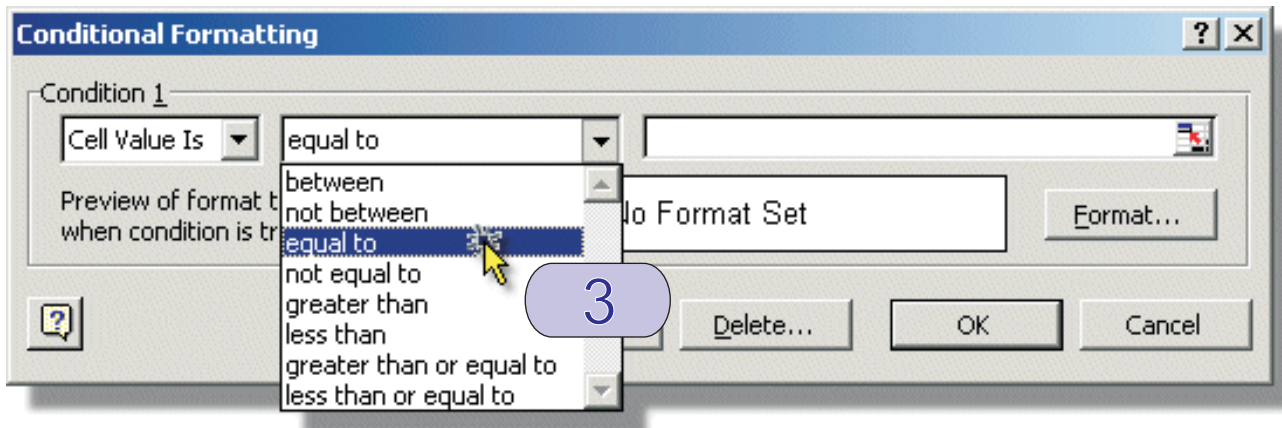 Conditional Formatting
Condition 1
Cell Value Is equal to
between
not between
equal to
not equal to
greater than
less than
greater than or equal to
less than or equal to
Preview of format
when condition is
Format Set
Format...
3
Delete... OK Cancel